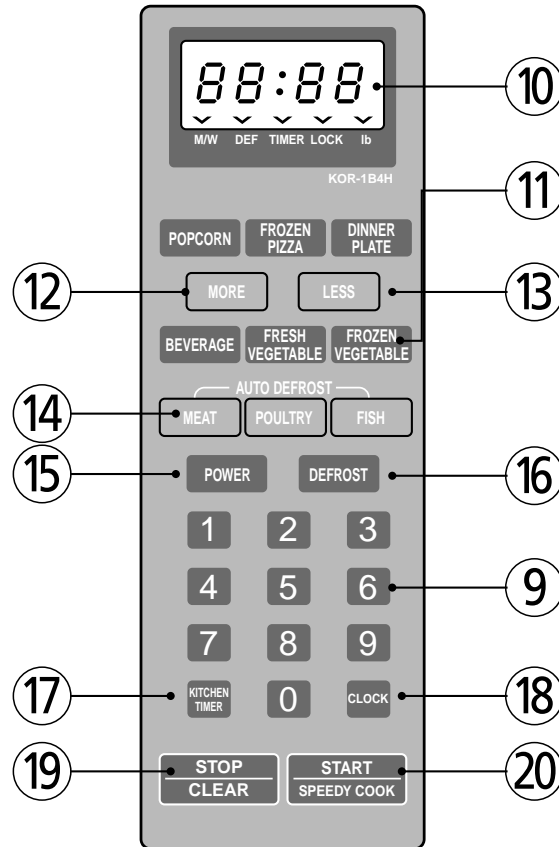 88:88
10
M/W DEF TIMER LOCK lb
KOR-1B4H
11
POPCORN
FROZEN
PIZZA
DINNER
PLATE
12
MORE
LESS
13
BEVERAGE
FRESH
VEGETABLE
FROZEN
VEGETABLE
AUTO DEFROST
14
MEAT
POULTRY
FISH
15
POWER
DEFROST
16
1 2 3
4 5 6
9
7 8 9
17
KITCHEN
TIMER
0
CLOCK
18
19
STOP
CLEAR
START
SPEEDY COOK
20